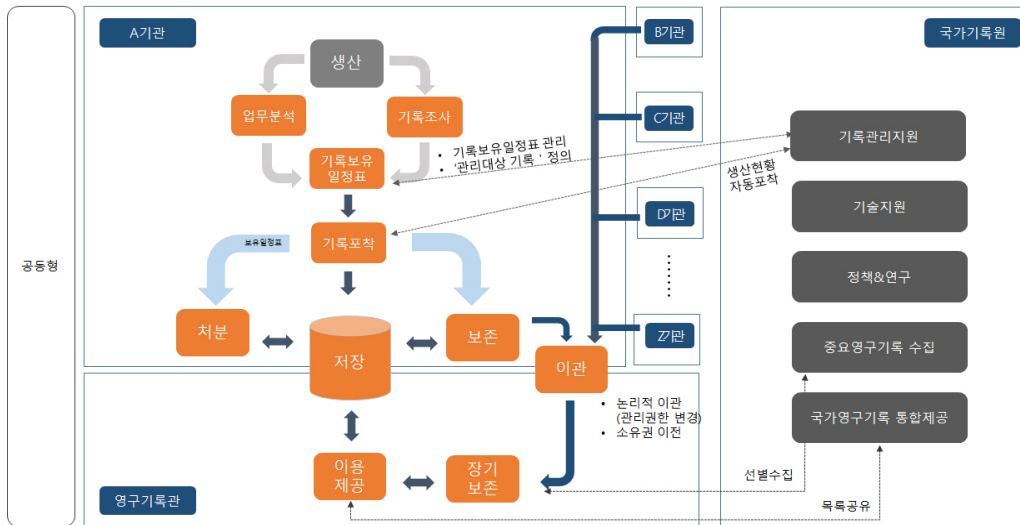 공동형
A기관
생산
업무분석
기록조사
기록보유
일정표
• 기록보유일정표 관리
• '관리대상 기록 ' 정의
기록포착
보유일정표
처분
저장
보존
이관
• 논리적 이관
(관리권한 변경)
• 소유권 이전
영구기록관
이용
제공
장기
보존
B기관
C기관
D기관
Z기관
국가기록원
기록관리지원
생산현황
자동포착
기술지원
정책&연구
중요영구기록 수집
국가영구기록 통합제공
선별수집
목록공유